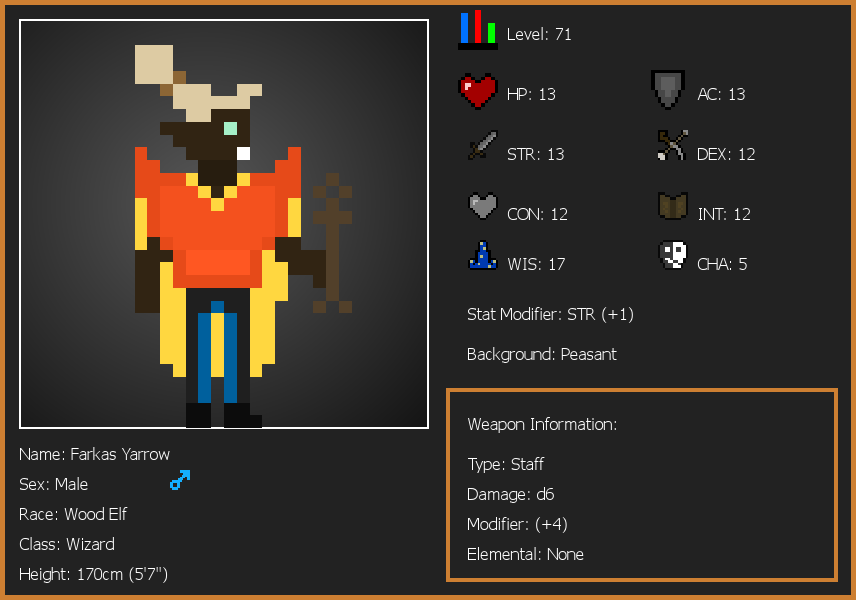 Level: 71
HP: 13
AC: 13
STR: 13
DEX: 12
CON: 12
INT: 12
WIS: 17
CHA: 5
Stat Modifier: STR (+1)
Background: Peasant
Weapon Information:
Type: Staff
Damage: d6
Modifier: (+4)
Elemental: None
Name: Farkas Yarrow
Sex: Male
Race: Wood Elf
Class: Wizard
Height: 170cm (5'7")